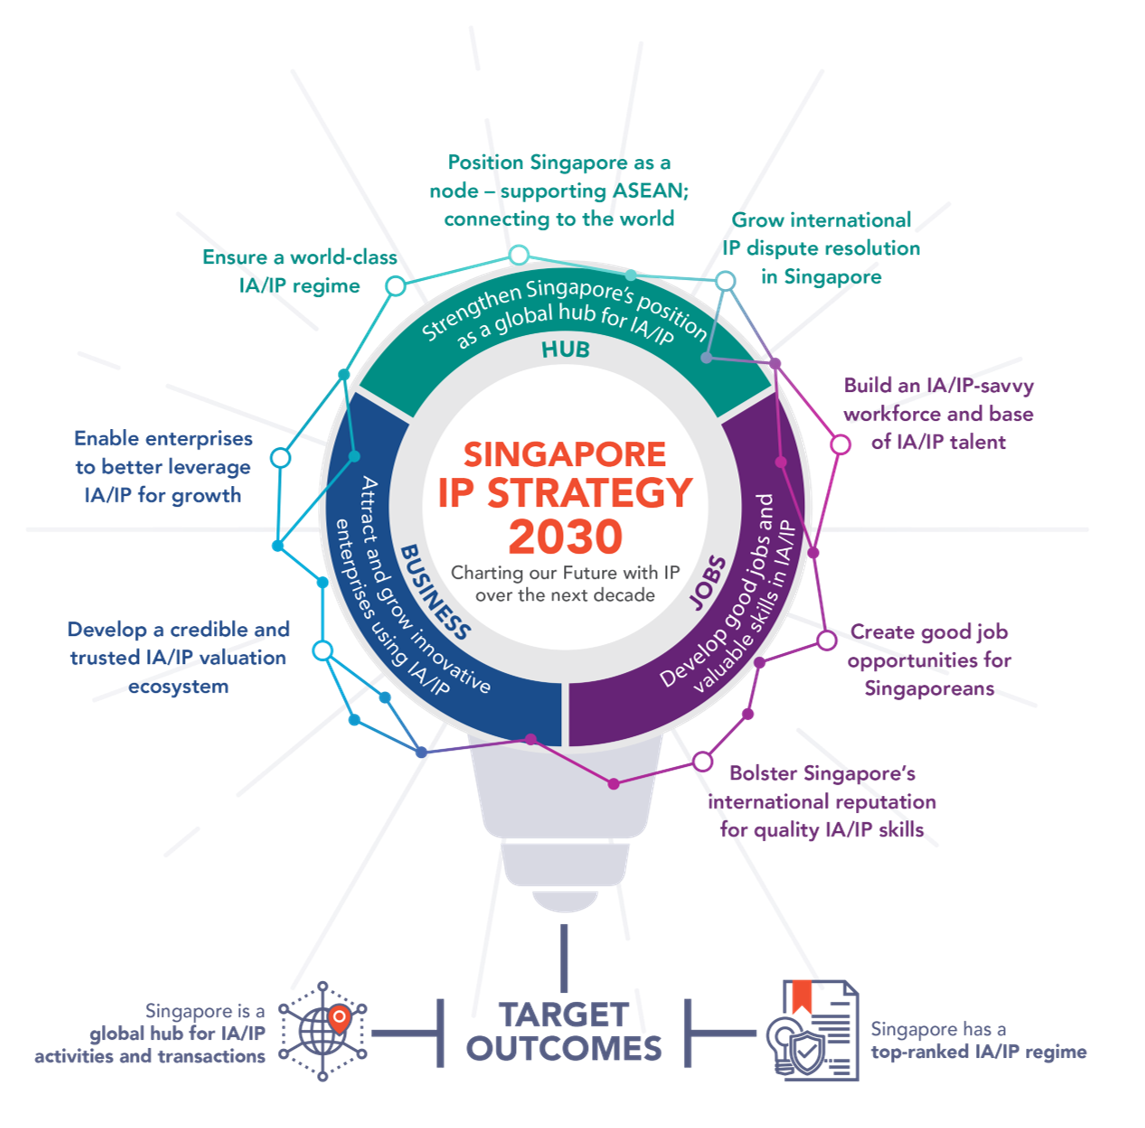 Position Singapore as a
node – supporting ASEAN;
connecting to the world
Grow international
IP dispute resolution
in Singapore
Ensure a world-class
IA/IP regime
Strengthen Singapore's position
as a global hub for IA/IP
HUB
Build an IA/IP-savvy
workforce and base
of IA/IP talent
Enable enterprises
to better leverage
IA/IP for growth
SINGAPORE
IP STRATEGY
2030
Charting our Future with IP
over the next decade
BUSINESS
Attract and grow innovative
enterprises using IA/IP
JOBS
Develop good jobs and
valuable skills in IA/IP
Develop a credible and
trusted IA/IP valuation
ecosystem
Create good job
opportunities for
Singaporeans
Bolster Singapore's
international reputation
for quality IA/IP skills
Singapore is a
global hub for IA/IP
activities and transactions
TARGET
OUTCOMES
Singapore has a
top-ranked IA/IP regime